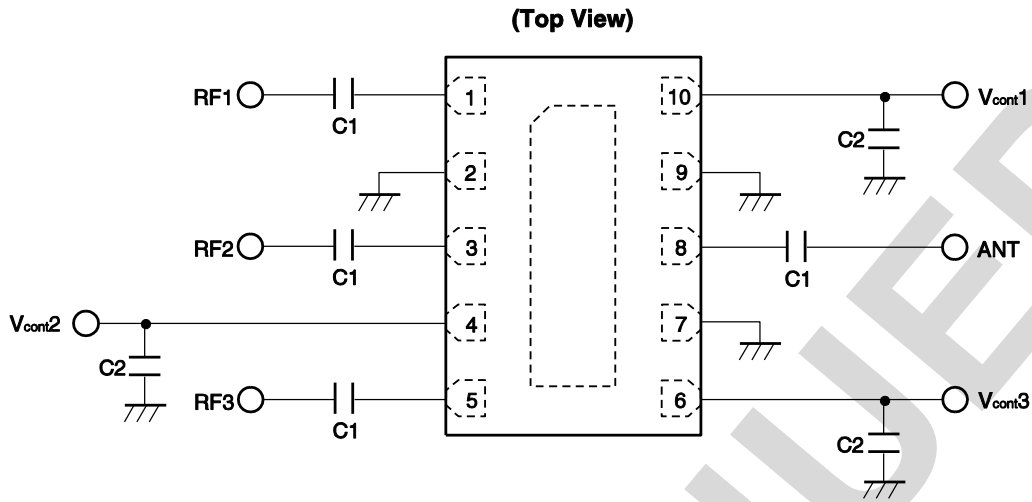 (Top View)
RF1
C1
1
10
Vcont1
C2
2
9
RF2
C1
3
8
C1
ANT
Vcont2
C2
4
7
RF3
C1
5
6
Vcont3
C2